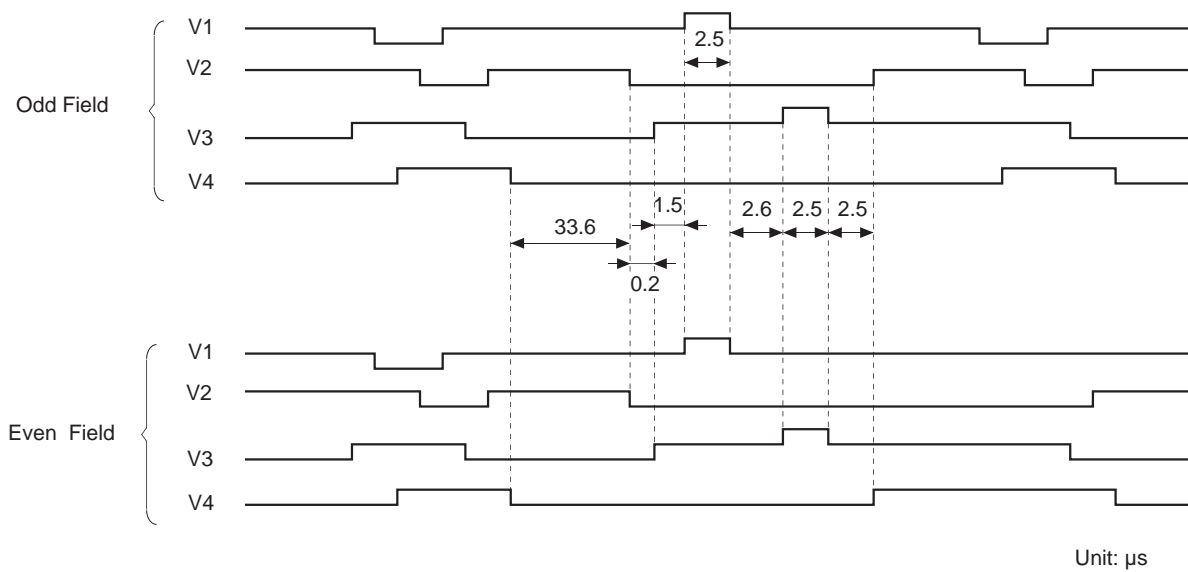 V1
2.5
V2
Odd Field
V3
V4
1.5
2.6 2.5 2.5
33.6
0.2
V1
V2
Even Field
V3
V4
Unit: µs